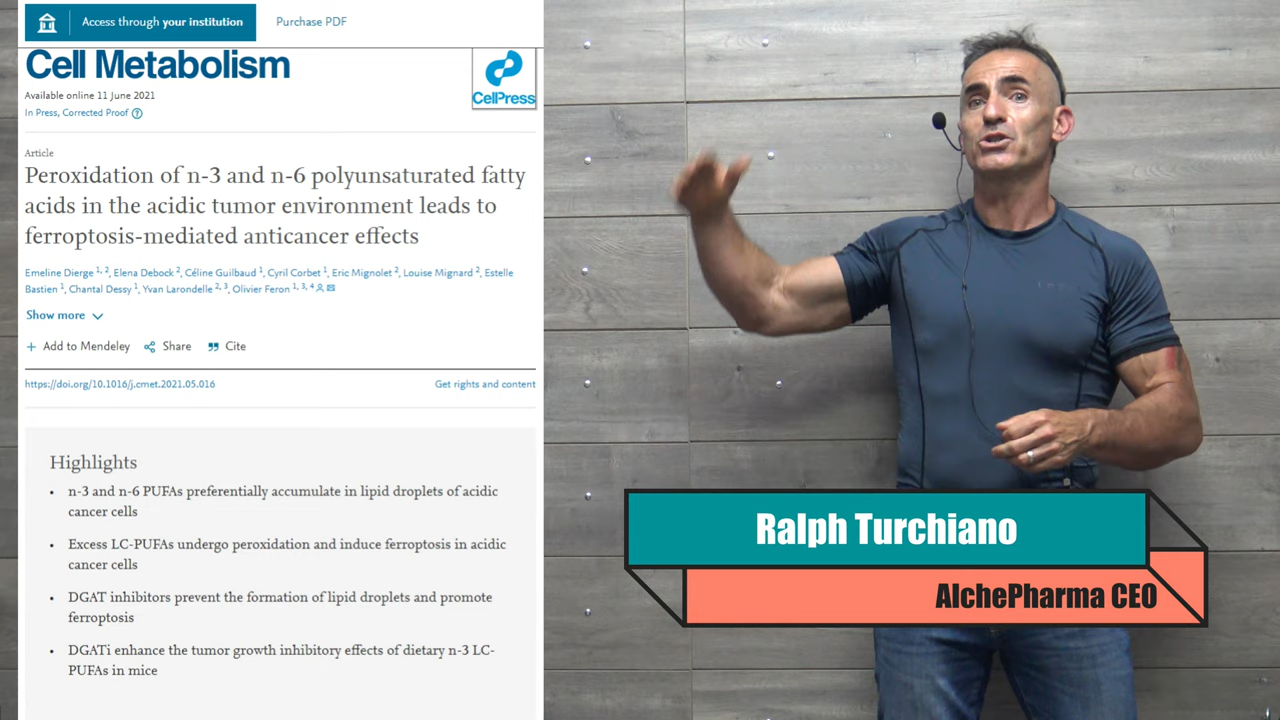 Access through your institution
Purchase PDF
Cell Metabolism
CellPress
Available online 11 June 2021
In Press, Corrected Proof ?
Article
Peroxidation of n-3 and n-6 polyunsaturated fatty
acids in the acidic tumor environment leads to
ferroptosis-mediated anticancer effects
Emeline Dierge 1, 2, Elena Debock 2, Céline Guilbaud 1, Cyril Corbet 1, Eric Mignolet 2, Louise Mignard 2, Estelle
Bastien 1, Chantal Dessy 1, Yvan Larondelle 2, 3, Olivier Feron 1, 3, 4
Show more
+ Add to Mendeley Share Cite
https://doi.org/10.1016/j.cmet.2021.05.016
Get rights and content
Highlights
• n-3 and n-6 PUFAs preferentially accumulate in lipid droplets of acidic
cancer cells
• Excess LC-PUFAs undergo peroxidation and induce ferroptosis in acidic
cancer cells
• DGAT inhibitors prevent the formation of lipid droplets and promote
ferroptosis
• DGATi enhance the tumor growth inhibitory effects of dietary n-3 LC-
PUFAs in mice
Ralph Turchiano
AlchePharma CEO